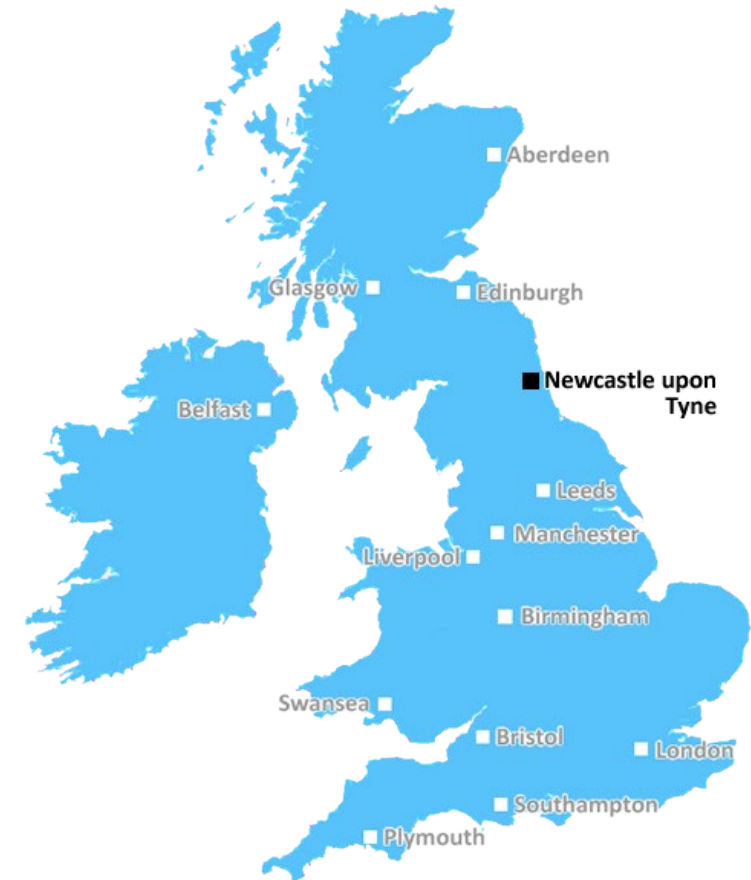 Aberdeen
Glasgow
Edinburgh
Newcastle upon
Tyne
Belfast
Leeds
Manchester
Liverpool
Birmingham
Swansea
Bristol
London
Southampton
Plymouth